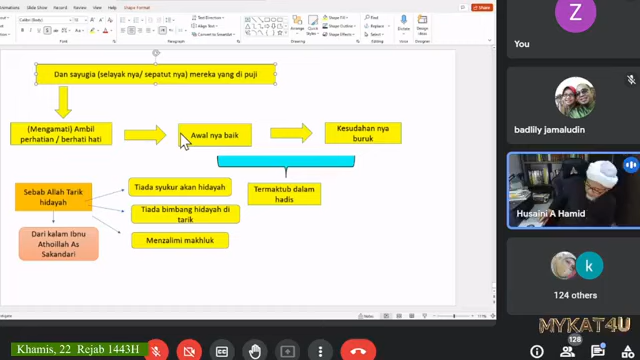 Shape Format
Dan sayugia (selayak nya/ sepatut nya) mereka yang di puji
(Mengamati) Ambil
perhatian / berhati hati
Awal nya baik
Kesudahan nya
buruk
Termaktub dalam
hadis
Sebab Allah Tarik
hidayah
Tiada syukur akan hidayah
Tiada bimbang hidayah di
tarik
Menzalimi makhluk
Dari kalam Ibnu
Athoillah As
Sakandari
Z
You
badlily jamaludin
Husaini A Hamid
k
124 others
MYKAT4U
128
Khamis, 22 Rejab 1443H